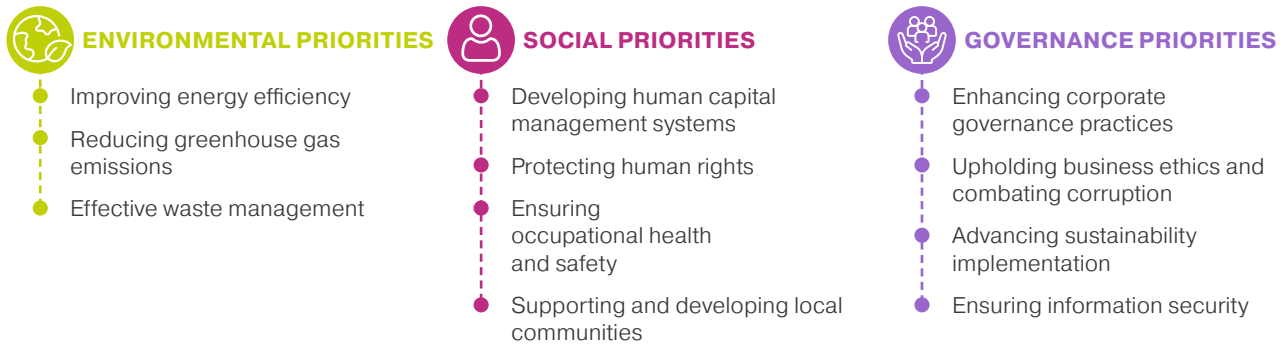 ENVIRONMENTAL PRIORITIES
Improving energy efficiency
Reducing greenhouse gas
emissions
Effective waste management
SOCIAL PRIORITIES
Developing human capital
management systems
Protecting human rights
Ensuring
occupational health
and safety
Supporting and developing local
communities
GOVERNANCE PRIORITIES
Enhancing corporate
governance practices
Upholding business ethics and
combating corruption
Advancing sustainability
implementation
Ensuring information security